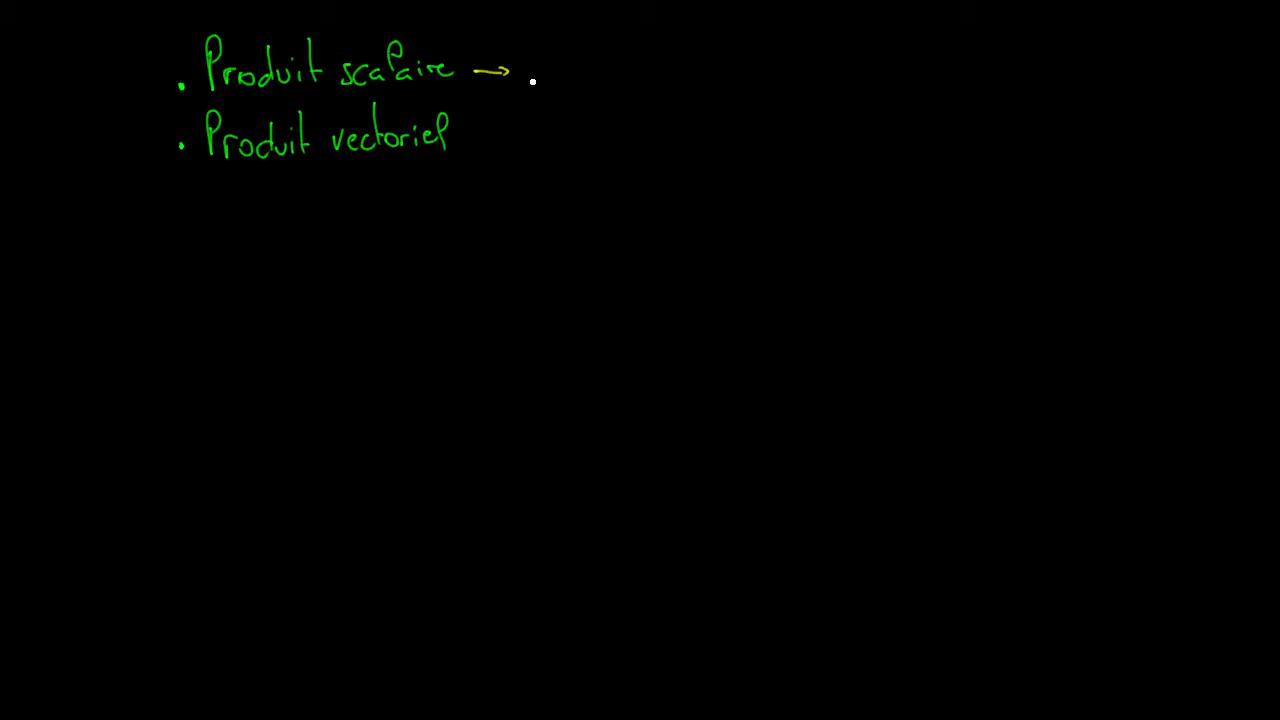 . Produit scalaire →
. Produit vectoriel